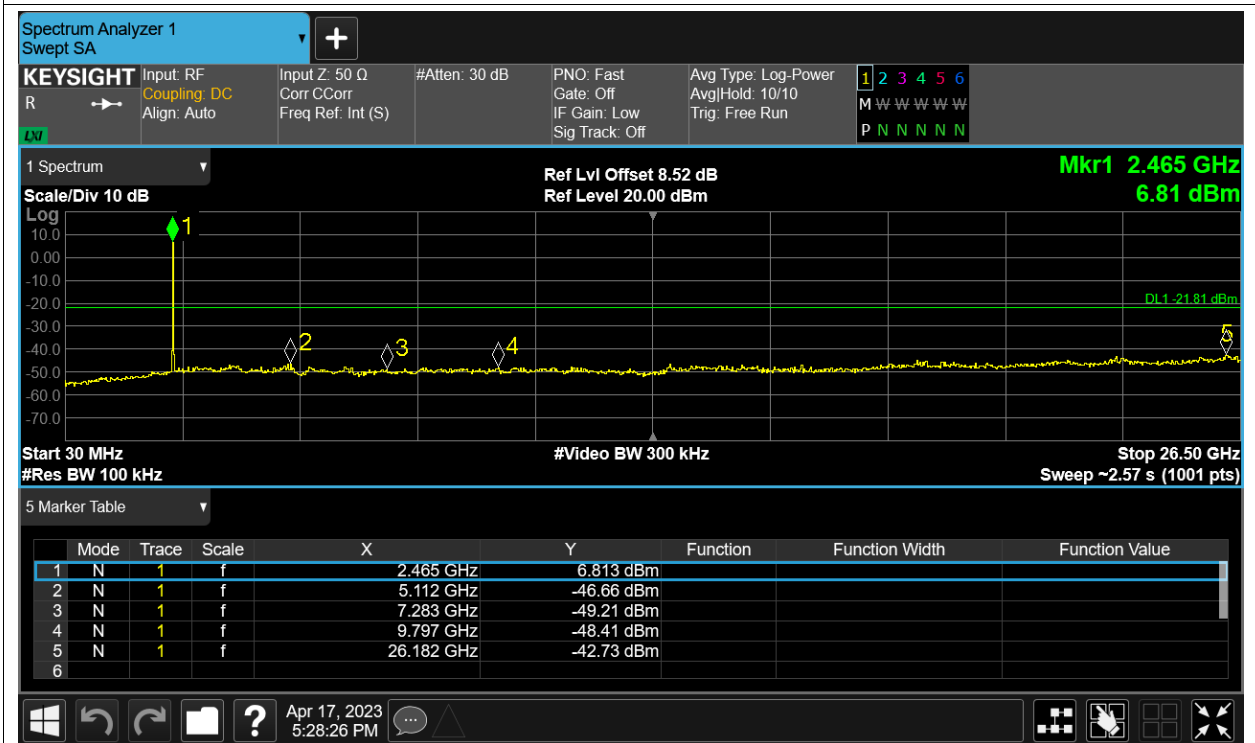 Spectrum Analyzer 1
Swept SA
+
KEYSIGHT
R
LXI
Input: RF
Coupling: DC
Align: Auto
Input Z: 50 Ω
Corr CCorr
Freq Ref: Int (S)
#Atten: 30 dB
PNO: Fast
Gate: Off
IF Gain: Low
Sig Track: Off
Avg Type: Log-Power
Avg|Hold: 10/10
Trig: Free Run
1 2 3 4 5 6
M W W W W W
P N N N N N
1 Spectrum
Scale/Div 10 dB
Ref Lvl Offset 8.52 dB
Ref Level 20.00 dBm
Mkr1 2.465 GHz
6.81 dBm
Log
10.0
0.00
-10.0
-20.0
-30.0
-40.0
-50.0
-60.0
-70.0
1
2
3
4
5
DL1 -21.81 dBm
Start 30 MHz
#Video BW 300 kHz
Stop 26.50 GHz
#Res BW 100 kHz
Sweep ~2.57 s (1001 pts)
5 Marker Table
Mode Trace Scale X Y Function Function Width Function Value
1 N 1 f 2.465 GHz 6.813 dBm
2 N 1 f 5.112 GHz -46.66 dBm
3 N 1 f 7.283 GHz -49.21 dBm
4 N 1 f 9.797 GHz -48.41 dBm
5 N 1 f 26.182 GHz -42.73 dBm
6
?
Apr 17, 2023
5:28:26 PM